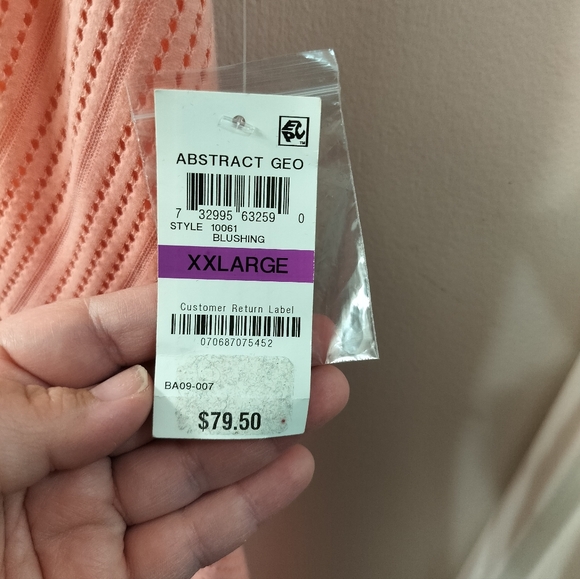 ABSTRACT GEO
7 32995 63259 0
STYLE 10061
BLUSHING
XXLARGE
Customer Return Label
070687075452
BA09-007
$79.50